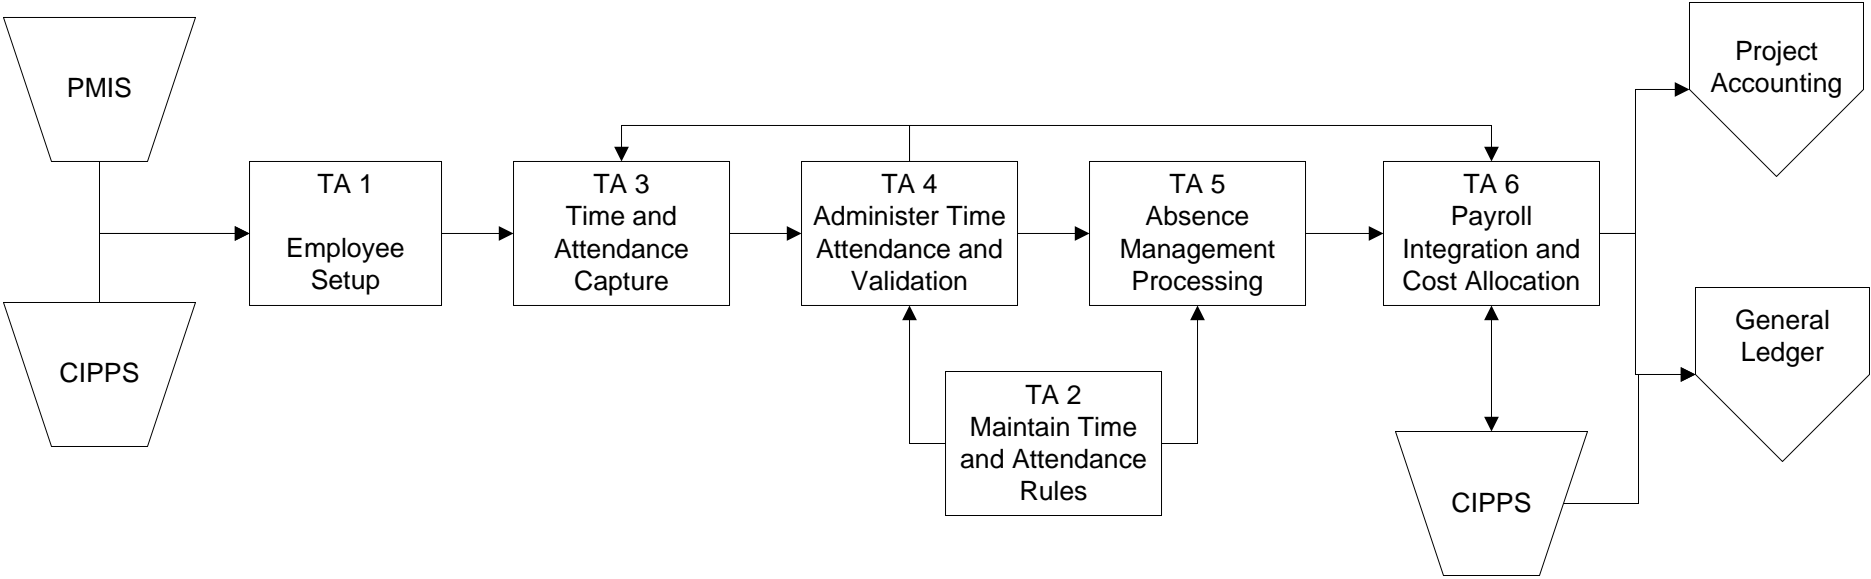 PMIS
CIPPS
TA 1
Employee
Setup
TA 3
Time and
Attendance
Capture
TA 4
Administer Time
Attendance and
Validation
TA 5
Absence
Management
Processing
TA 6
Payroll
Integration and
Cost Allocation
TA 2
Maintain Time
and Attendance
Rules
CIPPS
Project
Accounting
General
Ledger